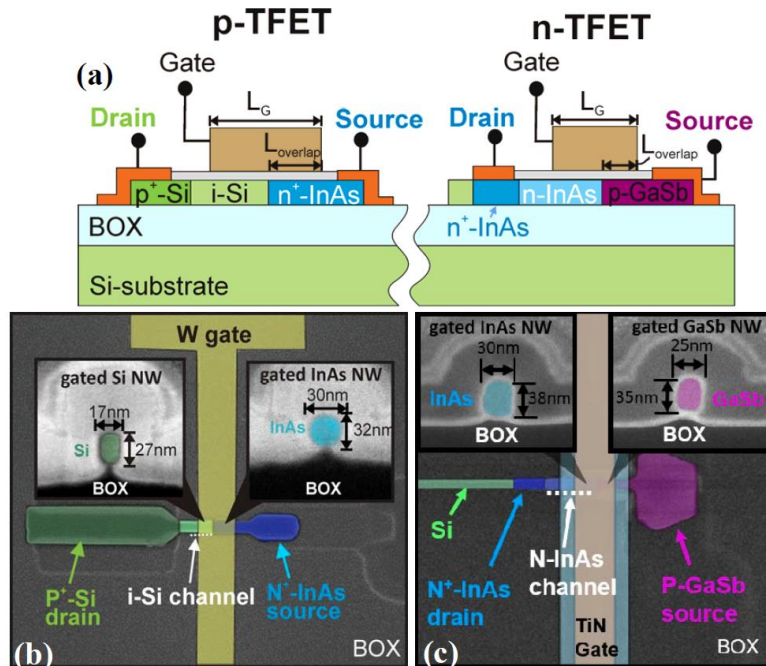 p-TFET
n-TFET
(a)
Gate
Gate
L_G
L_G
Drain
Source
Drain
Source
L_overlap
L_overlap
p⁺-Si
i-Si
n⁺-InAs
n-InAs
p-GaSb
BOX
n⁺-InAs
Si-substrate
W gate
gated Si NW
17nm
Si
27nm
BOX
gated InAs NW
30nm
InAs
32nm
BOX
P⁺-Si
drain
i-Si channel
N⁺-InAs
source
(b)
BOX
gated InAs NW
30nm
InAs
38nm
BOX
gated GaSb NW
25nm
35nm
GaSb
BOX
Si
N⁺-InAs
drain
N-InAs
channel
P-GaSb
source
TiN
Gate
(c)
BOX